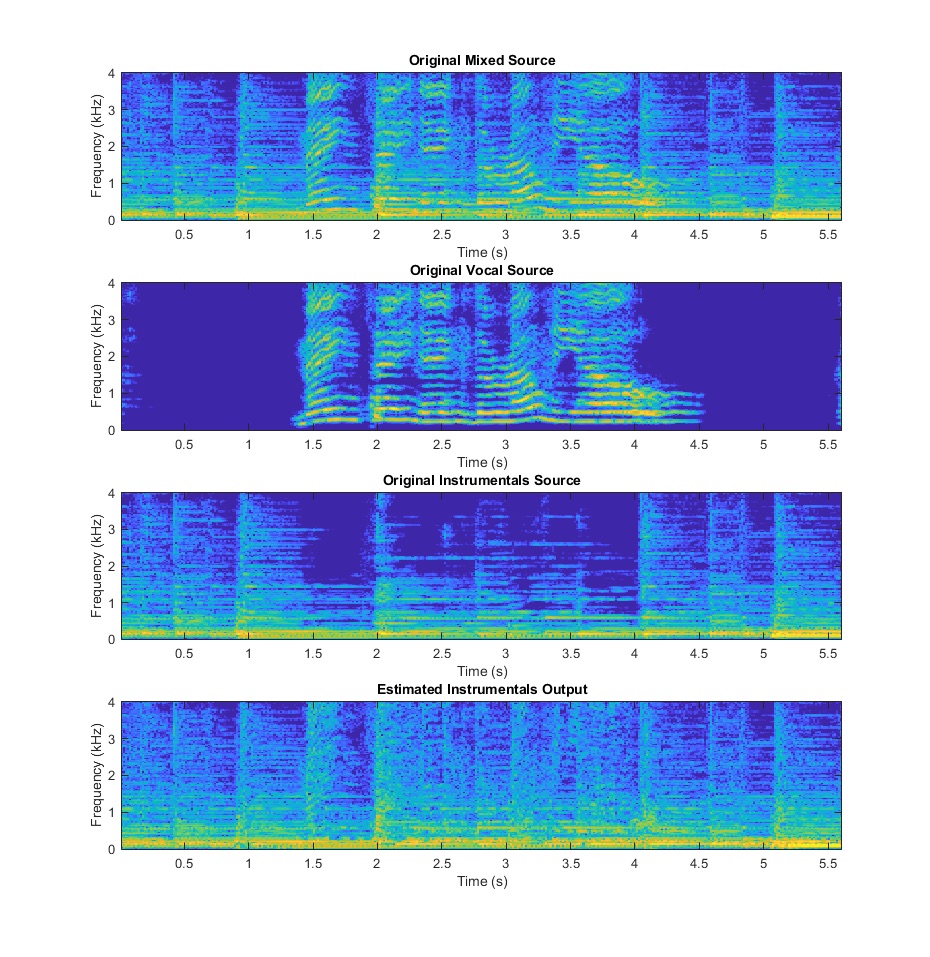 Original Mixed Source
4
3
2
1
0
Frequency (kHz)
0.5 1 1.5 2 2.5 3 3.5 4 4.5 5 5.5
Time (s)
Original Vocal Source
4
3
2
1
0
Frequency (kHz)
0.5 1 1.5 2 2.5 3 3.5 4 4.5 5 5.5
Time (s)
Original Instrumentals Source
4
3
2
1
0
Frequency (kHz)
0.5 1 1.5 2 2.5 3 3.5 4 4.5 5 5.5
Time (s)
Estimated Instrumentals Output
4
3
2
1
0
Frequency (kHz)
0.5 1 1.5 2 2.5 3 3.5 4 4.5 5 5.5
Time (s)